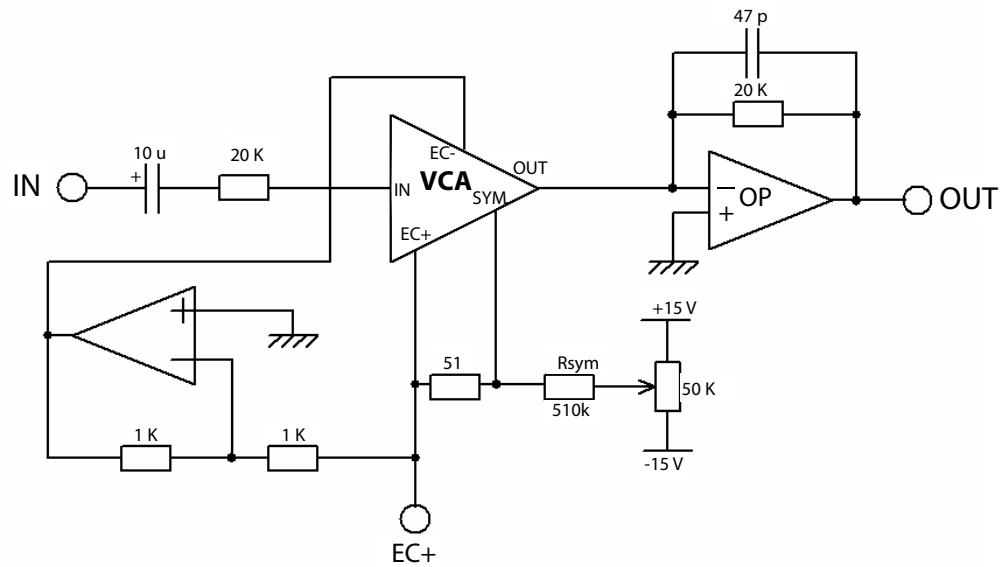 47 p
20 K
10 u
+
20 K
IN
EC-
OUT
IN
VCA
SYM
EC+
−
OP
+
OUT
+
−
+15 V
51
Rsym
50 K
510k
1 K
1 K
-15 V
EC+